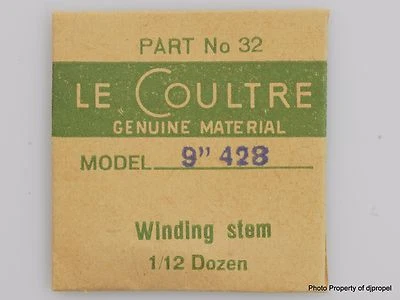 PART No 32
LE COULTRE
GENUINE MATERIAL
MODEL 9" 428
Winding stem
1/12 Dozen
Photo Property of djpropel